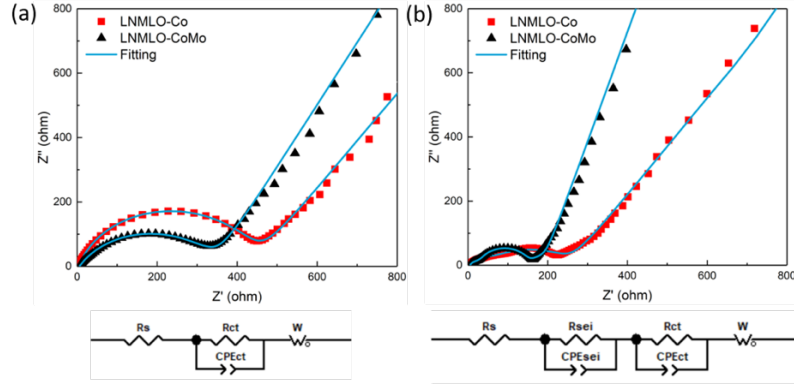 (a)
LNMLO-Co
LNMLO-CoMo
Fitting
Z'' (ohm)
800
600
400
200
0
0 200 400 600 800
Z' (ohm)
Rs Rct W
CPEct
(b)
LNMLO-Co
LNMLO-CoMo
Fitting
Z'' (ohm)
800
600
400
200
0
0 200 400 600 800
Z' (ohm)
Rs Rsei Rct W
CPEsei CPEct